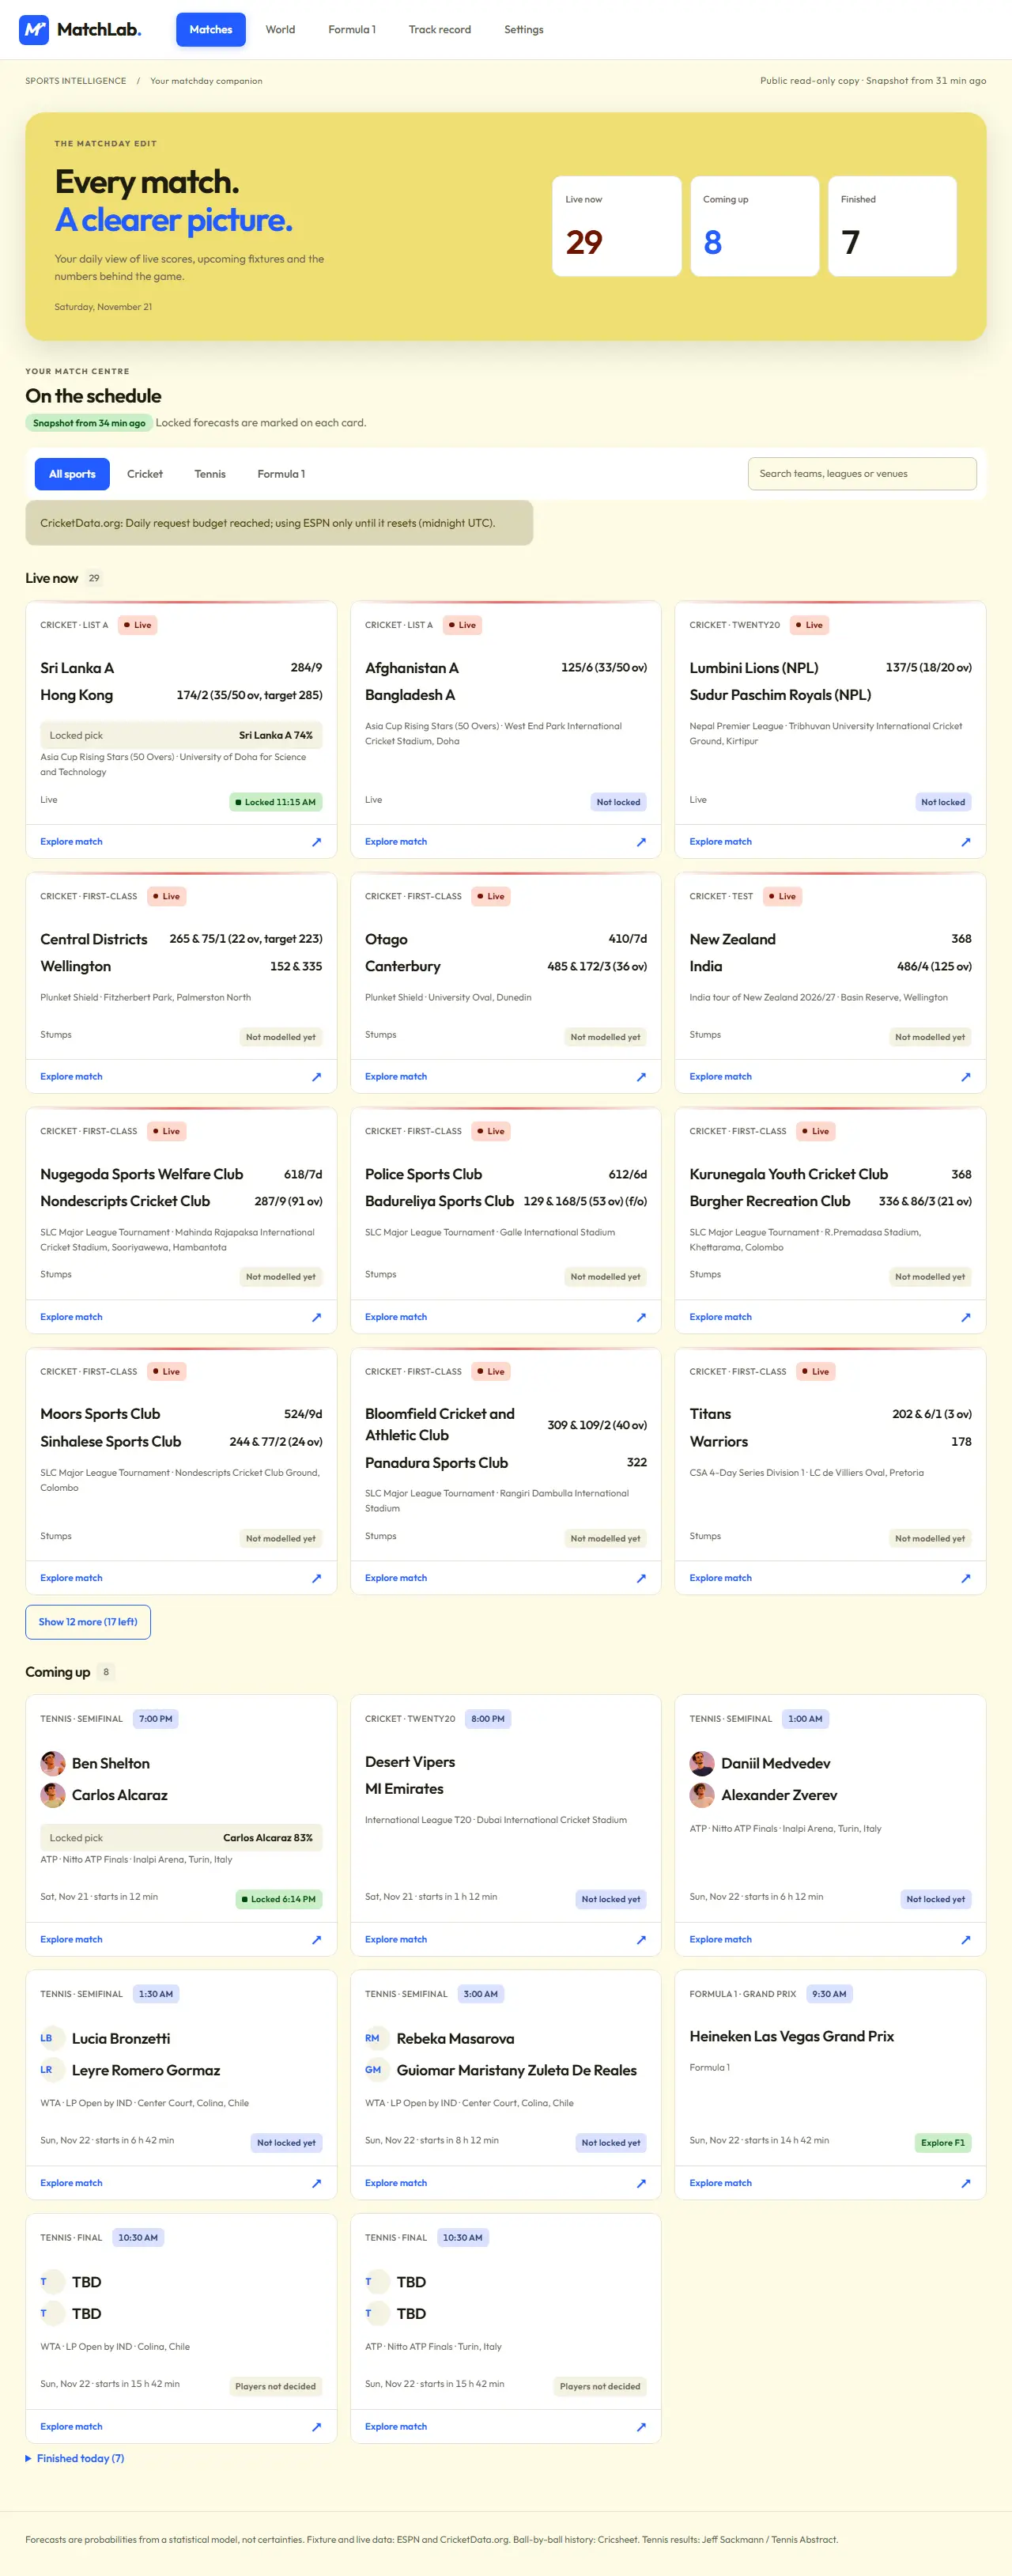 M MatchLab.
Matches World Formula 1 Track record Settings
SPORTS INTELLIGENCE / Your matchday companion
Public read-only copy · Snapshot from 31 min ago
THE MATCHDAY EDIT
Every match.
A clearer picture.
Your daily view of live scores, upcoming fixtures and the
numbers behind the game.
Saturday, November 21
Live now
29
Coming up
8
Finished
7
YOUR MATCH CENTRE
On the schedule
Snapshot from 34 min ago Locked forecasts are marked on each card.
All sports Cricket Tennis Formula 1
Search teams, leagues or venues
CricketData.org: Daily request budget reached; using ESPN only until it resets (midnight UTC).
Live now 29
CRICKET · LIST A Live
Sri Lanka A 284/9
Hong Kong 174/2 (35/50 ov, target 285)
Locked pick Sri Lanka A 74%
Asia Cup Rising Stars (50 Overs) · University of Doha for Science
and Technology
Live Locked 11:15 AM
Explore match ↗
CRICKET · LIST A Live
Afghanistan A 125/6 (33/50 ov)
Bangladesh A
Asia Cup Rising Stars (50 Overs) · West End Park International
Cricket Stadium, Doha
Live Not locked
Explore match ↗
CRICKET · TWENTY20 Live
Lumbini Lions (NPL) 137/5 (18/20 ov)
Sudur Paschim Royals (NPL)
Nepal Premier League · Tribhuvan University International Cricket
Ground, Kirtipur
Live Not locked
Explore match ↗
CRICKET · FIRST-CLASS Live
Central Districts 265 & 75/1 (22 ov, target 223)
Wellington 152 & 335
Plunket Shield · Fitzherbert Park, Palmerston North
Stumps Not modelled yet
Explore match ↗
CRICKET · FIRST-CLASS Live
Otago 410/7d
Canterbury 485 & 172/3 (36 ov)
Plunket Shield · University Oval, Dunedin
Stumps Not modelled yet
Explore match ↗
CRICKET · TEST Live
New Zealand 368
India 486/4 (125 ov)
India tour of New Zealand 2026/27 · Basin Reserve, Wellington
Stumps Not modelled yet
Explore match ↗
CRICKET · FIRST-CLASS Live
Nugegoda Sports Welfare Club 618/7d
Nondescripts Cricket Club 287/9 (91 ov)
SLC Major League Tournament · Mahinda Rajapaksa International
Cricket Stadium, Sooriyawewa, Hambantota
Stumps Not modelled yet
Explore match ↗
CRICKET · FIRST-CLASS Live
Police Sports Club 612/6d
Badureliya Sports Club 129 & 168/5 (53 ov) (f/o)
SLC Major League Tournament · Galle International Stadium
Stumps Not modelled yet
Explore match ↗
CRICKET · FIRST-CLASS Live
Kurunegala Youth Cricket Club 368
Burgher Recreation Club 336 & 86/3 (21 ov)
SLC Major League Tournament · R.Premadasa Stadium,
Khettarama, Colombo
Stumps Not modelled yet
Explore match ↗
CRICKET · FIRST-CLASS Live
Moors Sports Club 524/9d
Sinhalese Sports Club 244 & 77/2 (24 ov)
SLC Major League Tournament · Nondescripts Cricket Club Ground,
Colombo
Stumps Not modelled yet
Explore match ↗
CRICKET · FIRST-CLASS Live
Bloomfield Cricket and
Athletic Club 309 & 109/2 (40 ov)
Panadura Sports Club 322
SLC Major League Tournament · Rangiri Dambulla International
Stadium
Stumps Not modelled yet
Explore match ↗
CRICKET · FIRST-CLASS Live
Titans 202 & 6/1 (3 ov)
Warriors 178
CSA 4-Day Series Division 1 · LC de Villiers Oval, Pretoria
Stumps Not modelled yet
Explore match ↗
Show 12 more (17 left)
Coming up 8
TENNIS · SEMIFINAL 7:00 PM
Ben Shelton
Carlos Alcaraz
Locked pick Carlos Alcaraz 83%
ATP · Nitto ATP Finals · Inalpi Arena, Turin, Italy
Sat, Nov 21 · starts in 12 min Locked 6:14 PM
Explore match ↗
CRICKET · TWENTY20 8:00 PM
Desert Vipers
MI Emirates
International League T20 · Dubai International Cricket Stadium
Sat, Nov 21 · starts in 1 h 12 min Not locked yet
Explore match ↗
TENNIS · SEMIFINAL 1:00 AM
Daniil Medvedev
Alexander Zverev
ATP · Nitto ATP Finals · Inalpi Arena, Turin, Italy
Sun, Nov 22 · starts in 6 h 12 min Not locked yet
Explore match ↗
TENNIS · SEMIFINAL 1:30 AM
LB Lucia Bronzetti
LR Leyre Romero Gormaz
WTA · LP Open by IND · Center Court, Colina, Chile
Sun, Nov 22 · starts in 6 h 42 min Not locked yet
Explore match ↗
TENNIS · SEMIFINAL 3:00 AM
RM Rebeka Masarova
GM Guiomar Maristany Zuleta De Reales
WTA · LP Open by IND · Center Court, Colina, Chile
Sun, Nov 22 · starts in 8 h 12 min Not locked yet
Explore match ↗
FORMULA 1 · GRAND PRIX 9:30 AM
Heineken Las Vegas Grand Prix
Formula 1
Sun, Nov 22 · starts in 14 h 42 min Explore F1
Explore match ↗
TENNIS · FINAL 10:30 AM
T TBD
T TBD
WTA · LP Open by IND · Colina, Chile
Sun, Nov 22 · starts in 15 h 42 min Players not decided
Explore match ↗
TENNIS · FINAL 10:30 AM
T TBD
T TBD
ATP · Nitto ATP Finals · Turin, Italy
Sun, Nov 22 · starts in 15 h 42 min Players not decided
Explore match ↗
Finished today (7)
Forecasts are probabilities from a statistical model, not certainties. Fixture and live data: ESPN and CricketData.org. Ball-by-ball history: Cricsheet. Tennis results: Jeff Sackmann / Tennis Abstract.